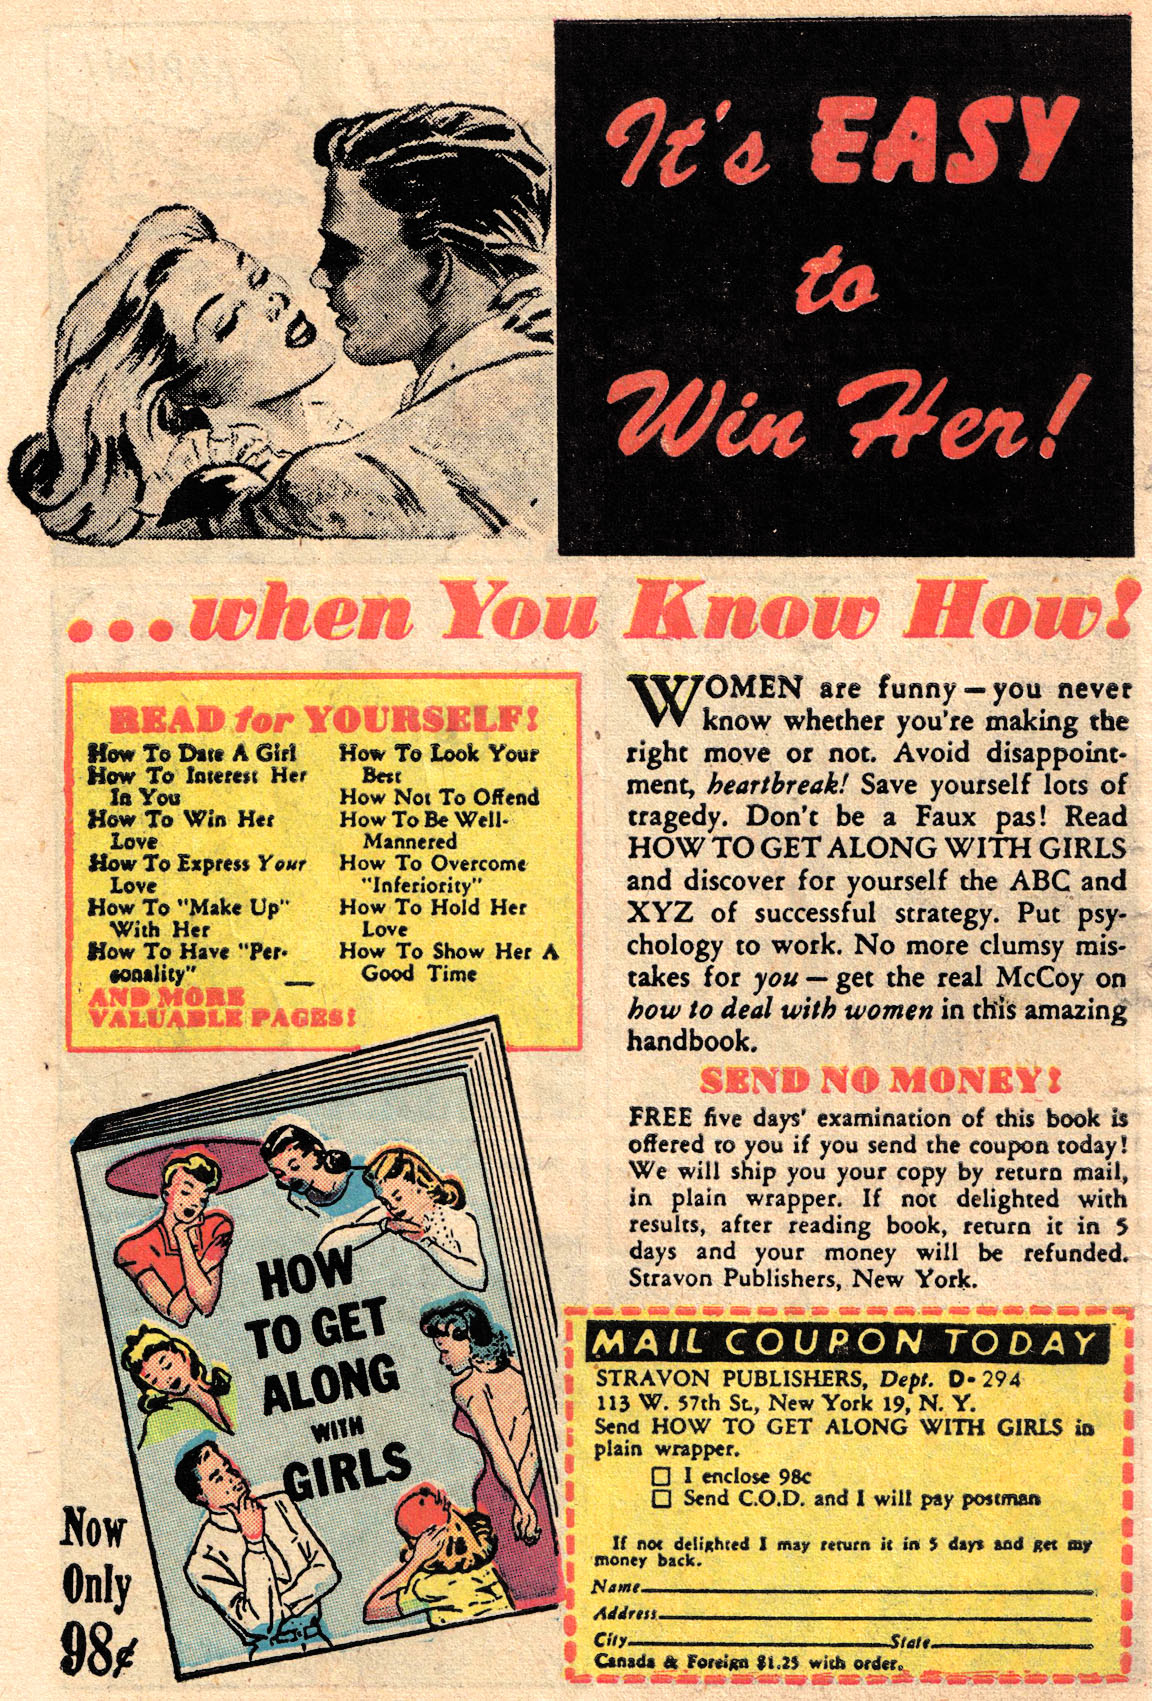 It's EASY
to
Win Her!
...when You Know How!
READ for YOURSELF!
How To Date A Girl
How To Interest Her
In You
How To Win Her
Love
How To Express Your
Love
How To "Make Up"
With Her
How To Have "Per-
sonality"
How To Look Your
Best
How Not To Offend
How To Be Well-
Mannered
How To Overcome
"Inferiority"
How To Hold Her
Love
How To Show Her A
Good Time
AND MORE
VALUABLE PAGES!
WOMEN are funny—you never
know whether you're making the
right move or not. Avoid disappoint-
ment, heartbreak! Save yourself lots of
tragedy. Don't be a Faux pas! Read
HOW TO GET ALONG WITH GIRLS
and discover for yourself the ABC and
XYZ of successful strategy. Put psy-
chology to work. No more clumsy mis-
takes for you—get the real McCoy on
how to deal with women in this amazing
handbook.
SEND NO MONEY!
FREE five days' examination of this book is
offered to you if you send the coupon today!
We will ship you your copy by return mail,
in plain wrapper. If not delighted with
results, after reading book, return it in 5
days and your money will be refunded.
Stravon Publishers, New York.
HOW
TO GET
ALONG
WITH
GIRLS
Now
Only
98¢
MAIL COUPON TODAY
STRAVON PUBLISHERS, Dept. D-294
113 W. 57th St., New York 19, N. Y.
Send HOW TO GET ALONG WITH GIRLS in
plain wrapper.
☐ I enclose 98c
☐ Send C.O.D. and I will pay postman
If not delighted I may return it in 5 days and get my
money back.
Name
Address
City State
Canada & Foreign $1.25 with order.